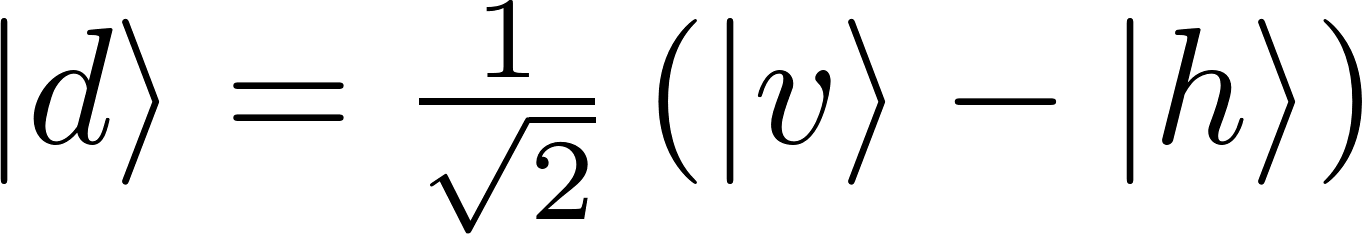 |d⟩ = 1/√2 (|v⟩ − |h⟩)